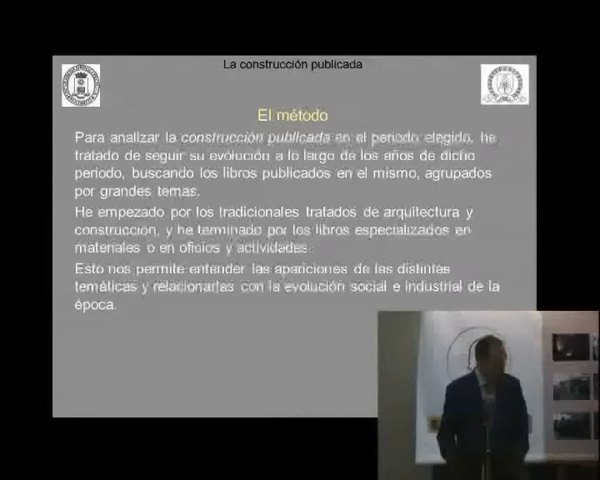 La construcción publicada
El método
Para analizar la construcción publicada en el periodo elegido, he
tratado de seguir su evolución a lo largo de los años de dicho
periodo, buscando los libros publicados en el mismo, agrupados
por grandes temas.
He empezado por los tradicionales tratados de arquitectura y
construcción, y he terminado por los libros especializados en
materiales o en oficios y actividades.
Esto nos permite entender las apariciones de las distintas
temáticas y relacionarlas con la evolución social e industrial de la
época.